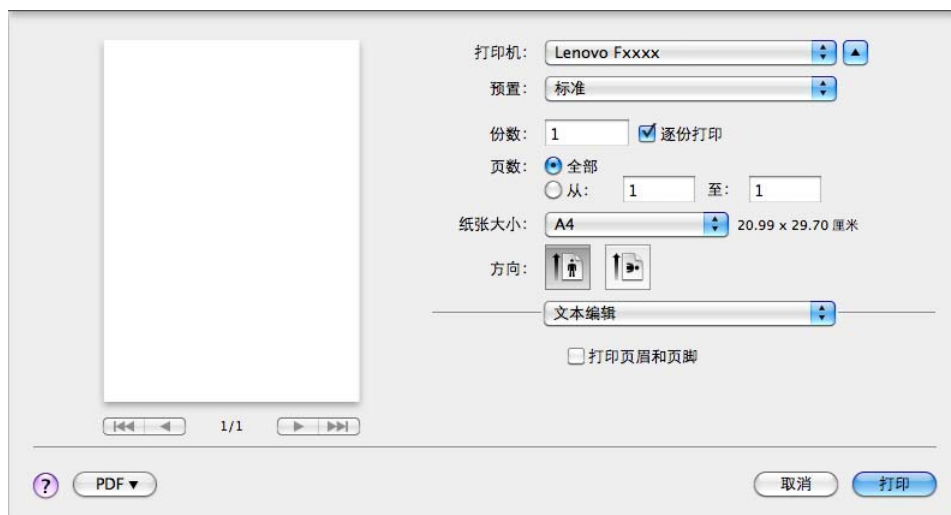 打印机： Lenovo Fxxxx
预置： 标准
份数： 1 逐份打印
页数： 全部
从： 1 至： 1
纸张大小： A4 20.99 x 29.70 厘米
方向：
文本编辑
打印页眉和页脚
1/1
? PDF▼ 取消 打印